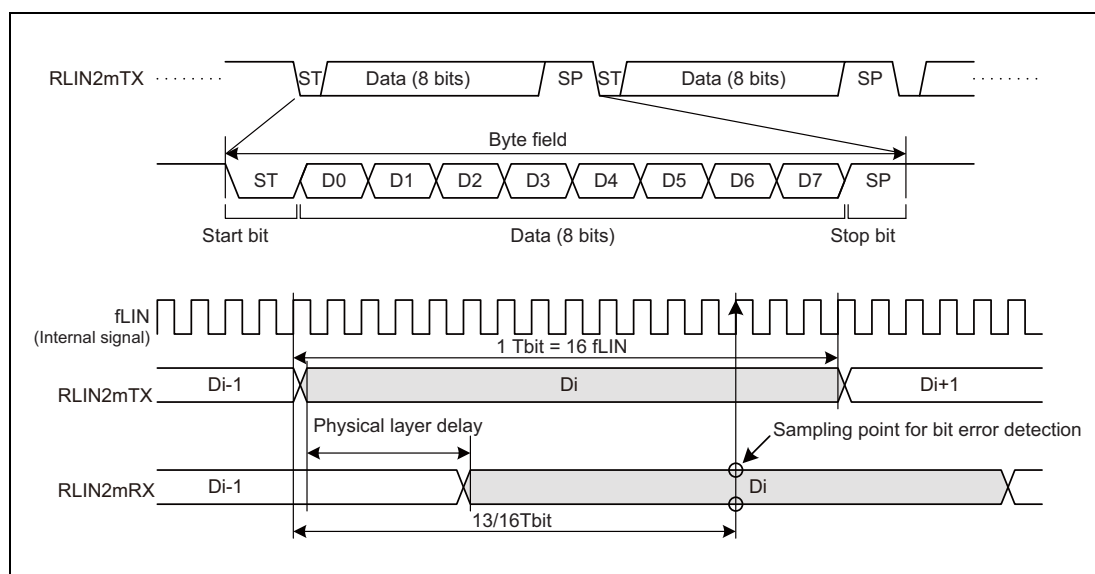 RLIN2mTX ········ ST Data (8 bits) SP ST Data (8 bits) SP ········
Byte field
ST D0 D1 D2 D3 D4 D5 D6 D7 SP
Start bit Data (8 bits) Stop bit
fLIN
(Internal signal)
1 Tbit = 16 fLIN
RLIN2mTX Di-1 Di Di+1
Physical layer delay
Sampling point for bit error detection
RLIN2mRX Di-1 Di
13/16Tbit